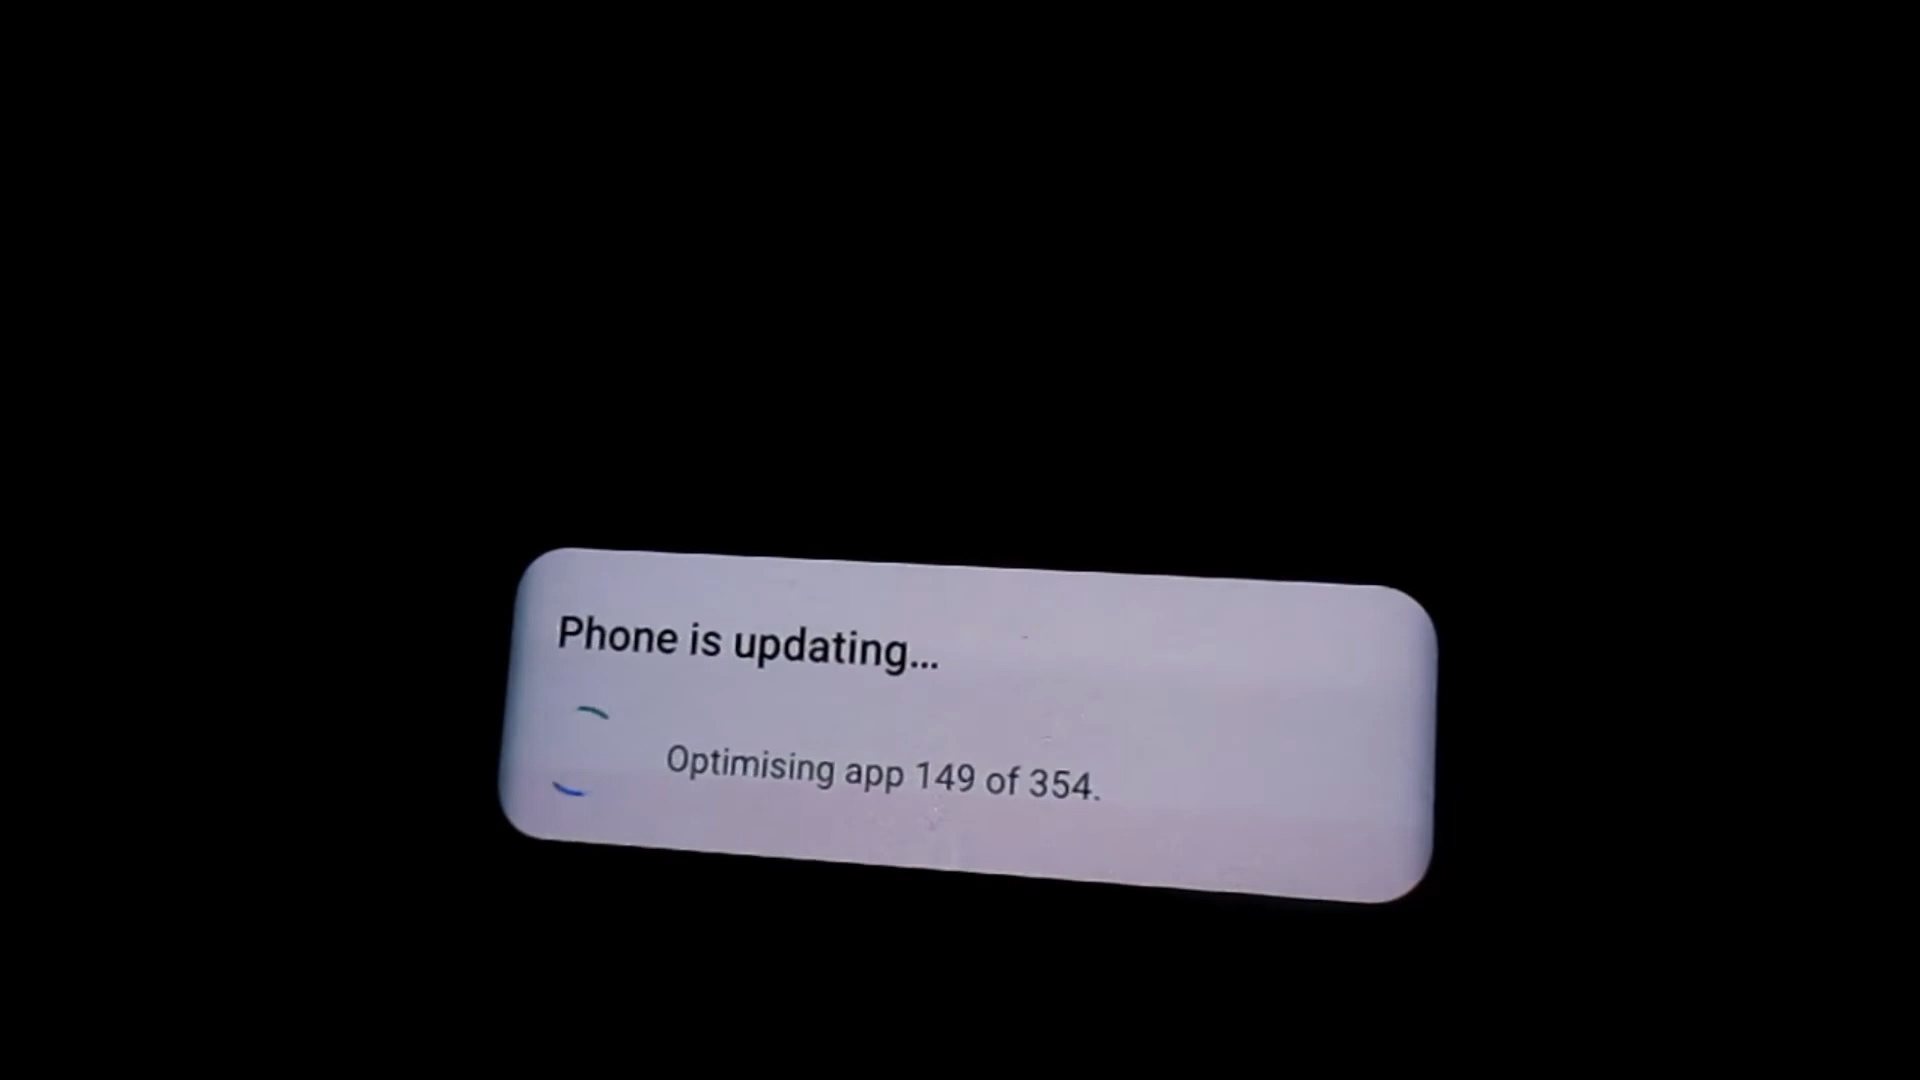 Phone is updating...
Optimising app 149 of 354.